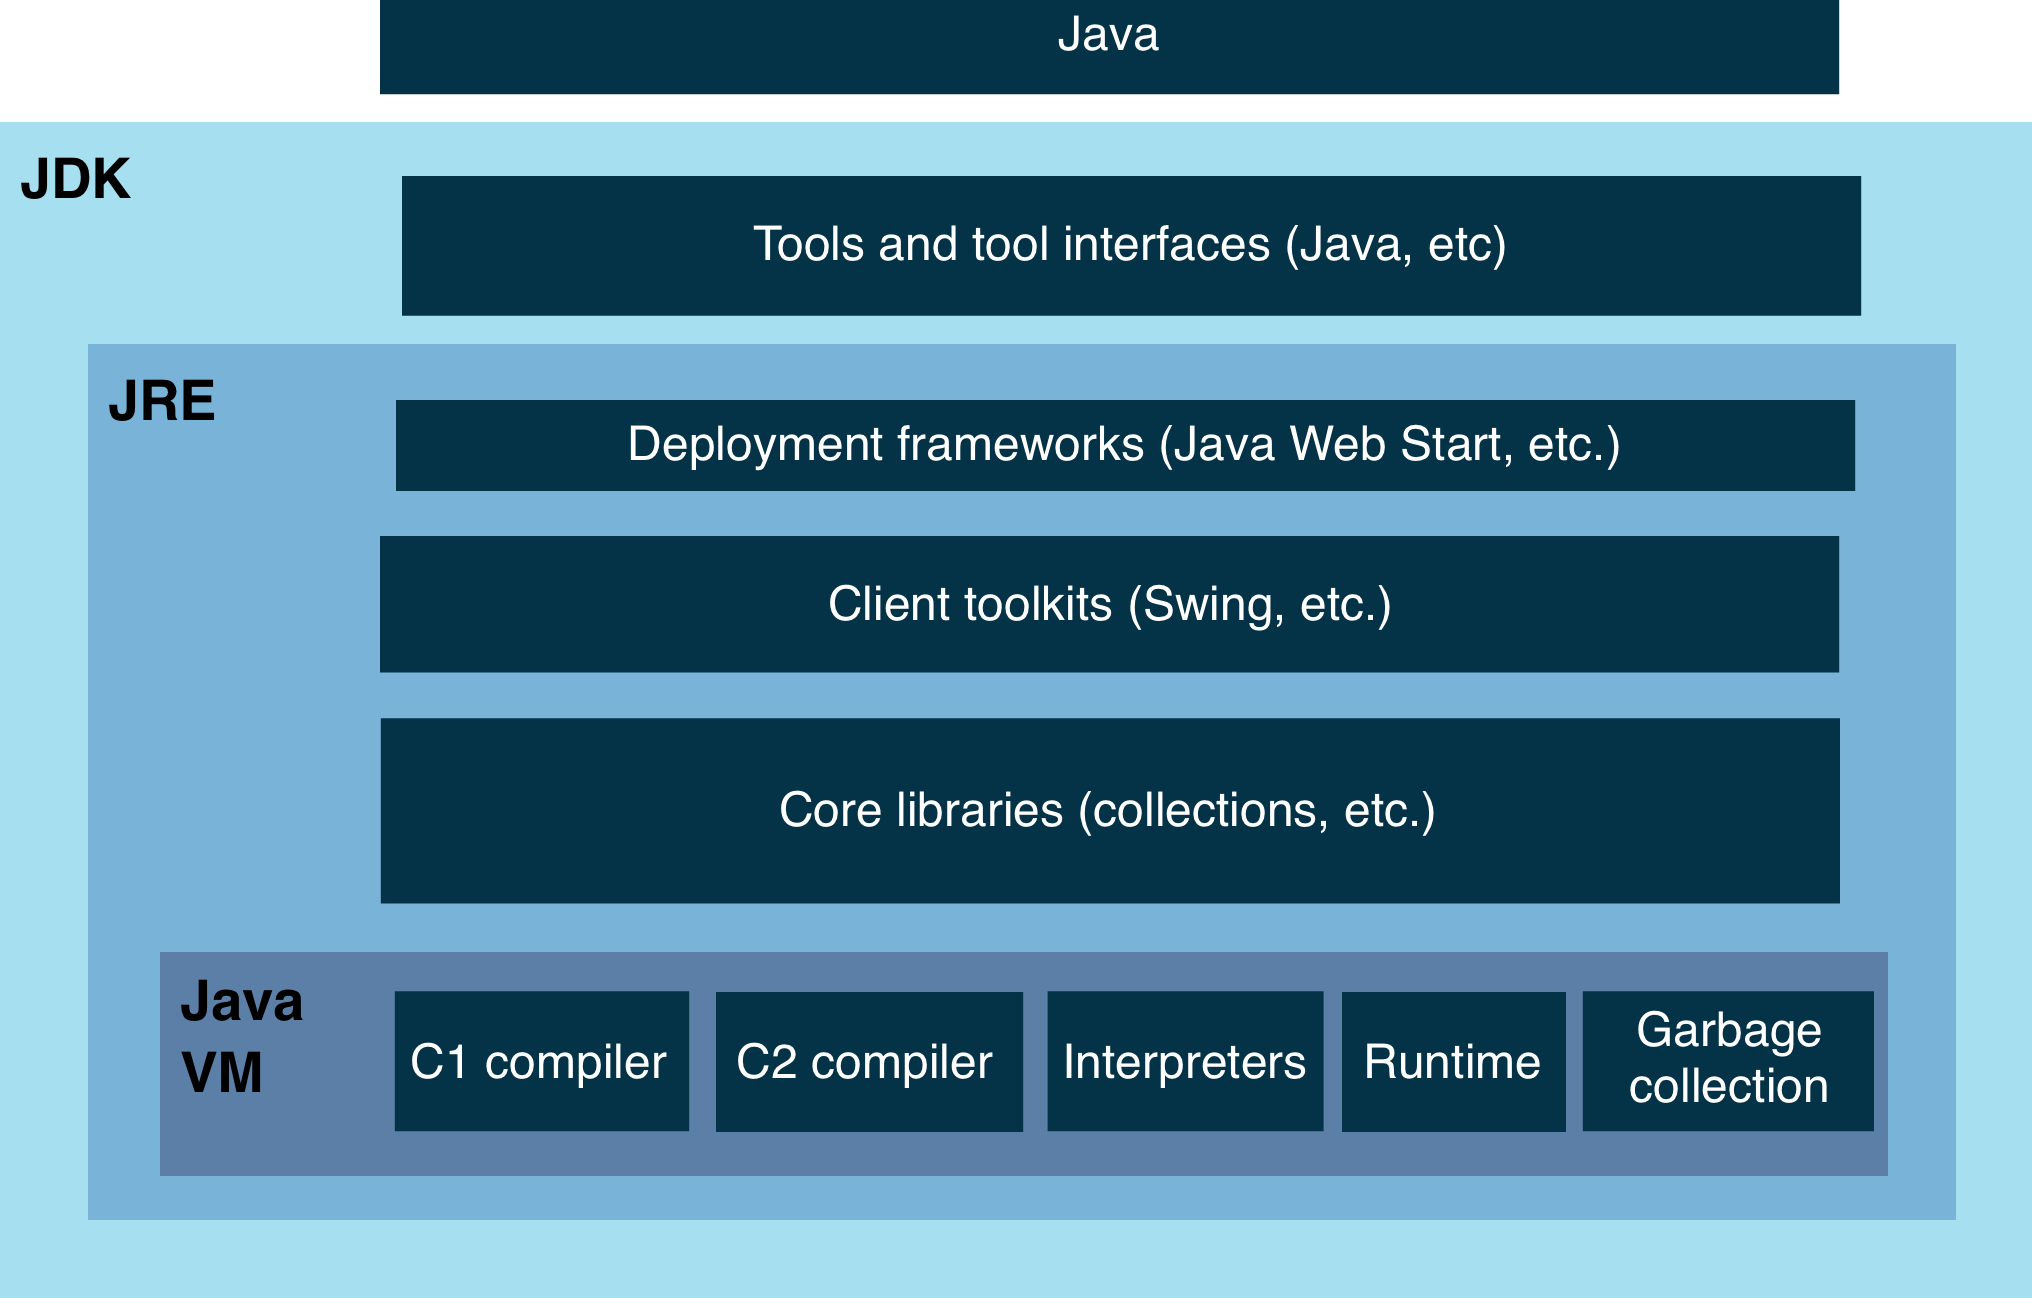 Java
JDK
Tools and tool interfaces (Java, etc)
JRE
Deployment frameworks (Java Web Start, etc.)
Client toolkits (Swing, etc.)
Core libraries (collections, etc.)
Java
VM
C1 compiler
C2 compiler
Interpreters
Runtime
Garbage
collection